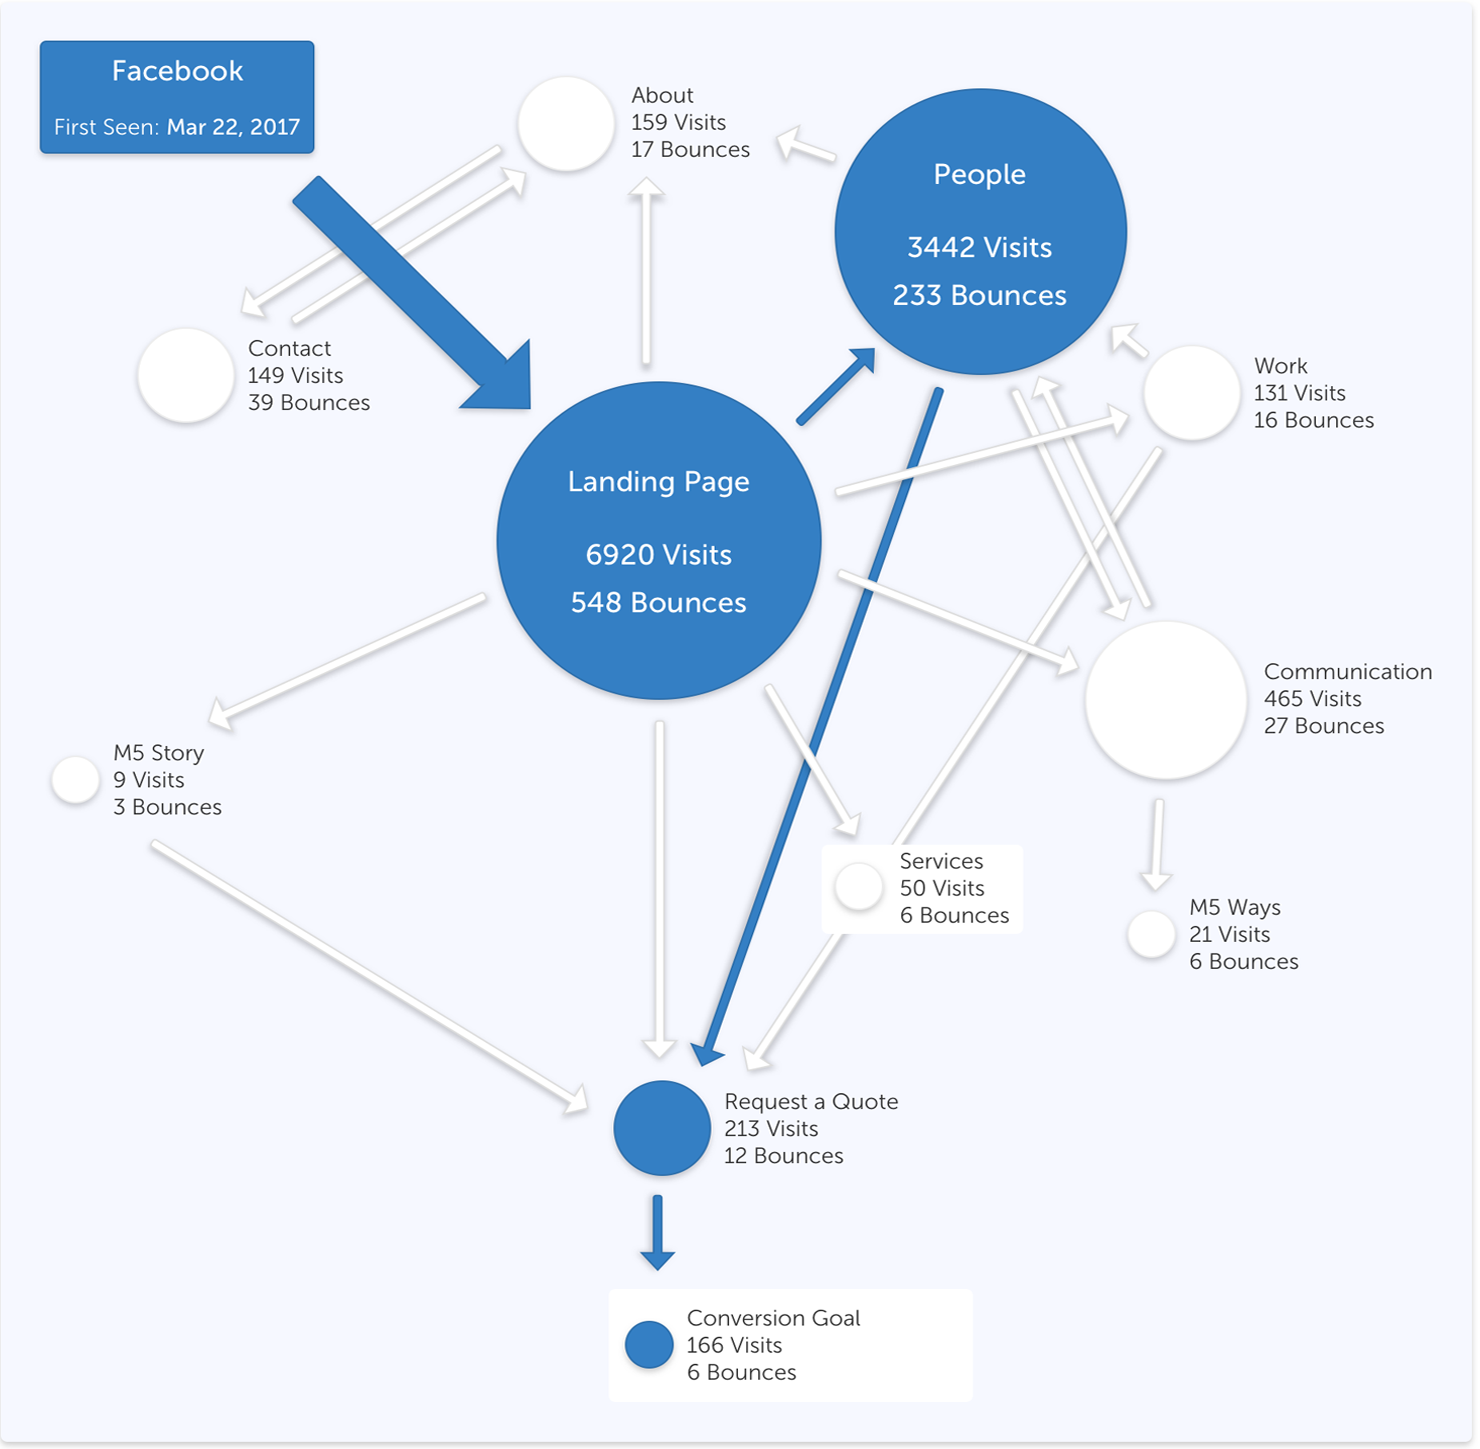 Facebook
First Seen: Mar 22, 2017
About
159 Visits
17 Bounces
People
3442 Visits
233 Bounces
Contact
149 Visits
39 Bounces
Work
131 Visits
16 Bounces
Landing Page
6920 Visits
548 Bounces
Communication
465 Visits
27 Bounces
M5 Story
9 Visits
3 Bounces
Services
50 Visits
6 Bounces
M5 Ways
21 Visits
6 Bounces
Request a Quote
213 Visits
12 Bounces
Conversion Goal
166 Visits
6 Bounces